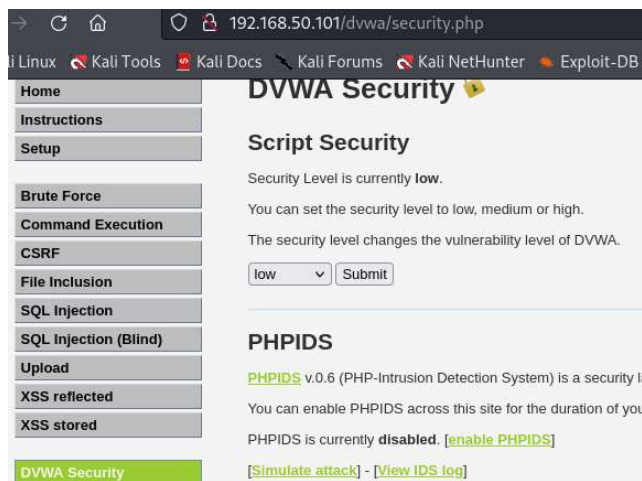 192.168.50.101/dvwa/security.php
li Linux Kali Tools Kali Docs Kali Forums Kali NetHunter Exploit-DB
Home
Instructions
Setup
Brute Force
Command Execution
CSRF
File Inclusion
SQL Injection
SQL Injection (Blind)
Upload
XSS reflected
XSS stored
DVWA Security
DVWA Security
Script Security
Security Level is currently low.
You can set the security level to low, medium or high.
The security level changes the vulnerability level of DVWA.
low Submit
PHPIDS
PHPIDS v.0.6 (PHP-Intrusion Detection System) is a security
You can enable PHPIDS across this site for the duration of
PHPIDS is currently disabled. [enable PHPIDS]
[Simulate attack] - [View IDS log]